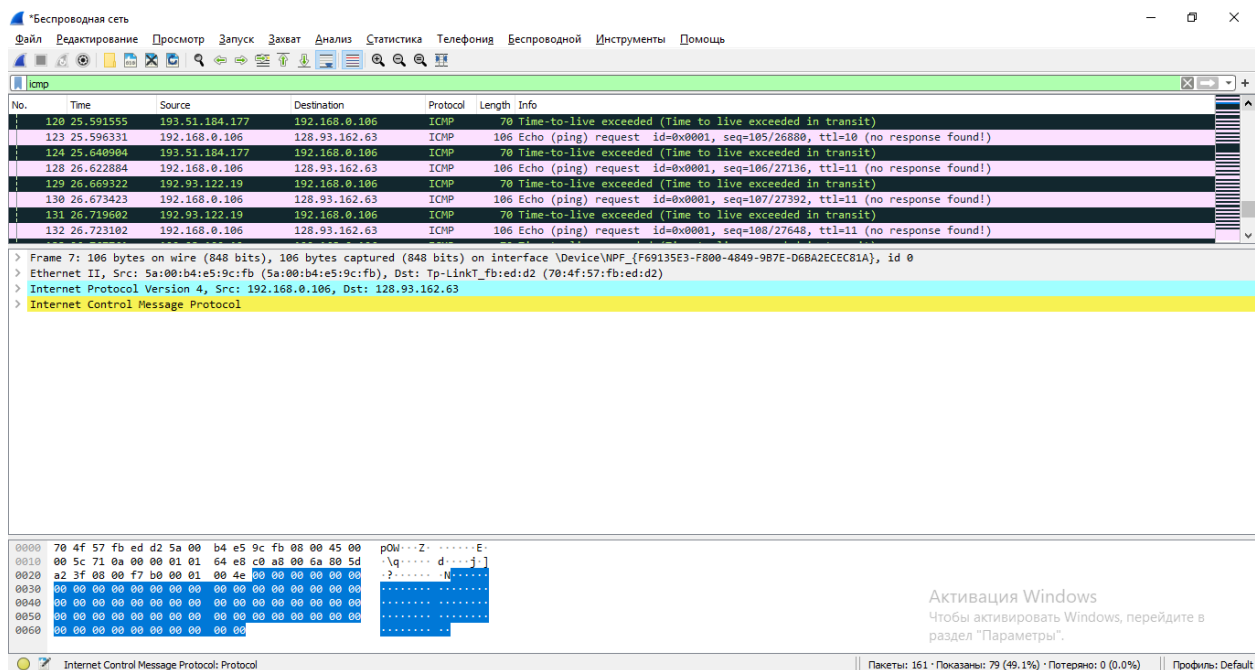 *Беспроводная сеть
Файл Редактирование Просмотр Запуск Захват Анализ Статистика Телефония Беспроводной Инструменты Помощь
icmp
No. Time Source Destination Protocol Length Info
120 25.591555 193.51.184.177 192.168.0.106 ICMP 70 Time-to-live exceeded (Time to live exceeded in transit)
123 25.596331 192.168.0.106 128.93.162.63 ICMP 106 Echo (ping) request id=0x0001, seq=105/26880, ttl=10 (no response found!)
124 25.640904 193.51.184.177 192.168.0.106 ICMP 70 Time-to-live exceeded (Time to live exceeded in transit)
128 26.622884 192.168.0.106 128.93.162.63 ICMP 106 Echo (ping) request id=0x0001, seq=106/27136, ttl=11 (no response found!)
129 26.669322 192.93.122.19 192.168.0.106 ICMP 70 Time-to-live exceeded (Time to live exceeded in transit)
130 26.673423 192.168.0.106 128.93.162.63 ICMP 106 Echo (ping) request id=0x0001, seq=107/27392, ttl=11 (no response found!)
131 26.719602 192.93.122.19 192.168.0.106 ICMP 70 Time-to-live exceeded (Time to live exceeded in transit)
132 26.723102 192.168.0.106 128.93.162.63 ICMP 106 Echo (ping) request id=0x0001, seq=108/27648, ttl=11 (no response found!)
> Frame 7: 106 bytes on wire (848 bits), 106 bytes captured (848 bits) on interface \Device\NPF_{F69135E3-F800-4849-9B7E-D6BA2ECEC81A}, id 0
> Ethernet II, Src: 5a:00:b4:e5:9c:fb (5a:00:b4:e5:9c:fb), Dst: Tp-LinkT_fb:ed:d2 (70:4f:57:fb:ed:d2)
> Internet Protocol Version 4, Src: 192.168.0.106, Dst: 128.93.162.63
> Internet Control Message Protocol
0000 70 4f 57 fb ed d2 5a 00 b4 e5 9c fb 08 00 45 00 pOW···Z· ······E·
0010 00 5c 71 0a 00 00 01 01 64 e8 c0 a8 00 6a 80 5d ·\q····· d····j·]
0020 a2 3f 08 00 f7 b0 00 01 00 4e 00 00 00 00 00 00 ·?······ ·N······
0030 00 00 00 00 00 00 00 00 00 00 00 00 00 00 00 00 ········ ········
0040 00 00 00 00 00 00 00 00 00 00 00 00 00 00 00 00 ········ ········
0050 00 00 00 00 00 00 00 00 00 00 00 00 00 00 00 00 ········ ········
0060 00 00 00 00 00 00 00 00 00 00 ········ ··
Активация Windows
Чтобы активировать Windows, перейдите в
раздел "Параметры".
Internet Control Message Protocol: Protocol Пакеты: 161 · Показаны: 79 (49.1%) · Потеряно: 0 (0.0%) Профиль: Default